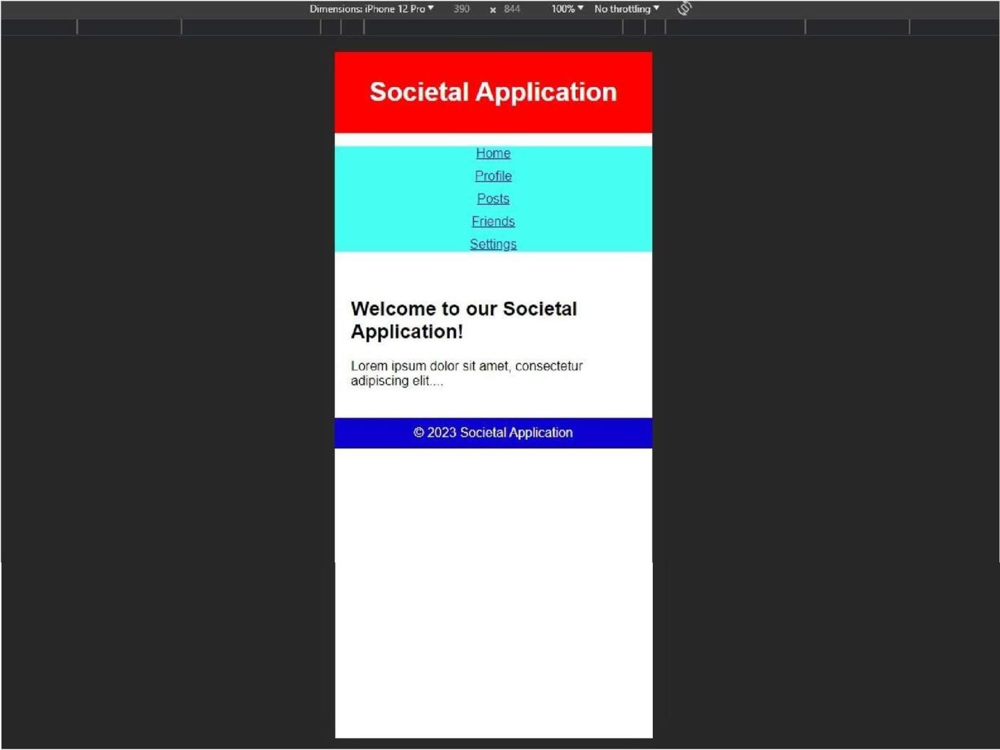 Dimensions: iPhone 12 Pro 390 x 844 100% No throttling
Societal Application
Home
Profile
Posts
Friends
Settings
Welcome to our Societal
Application!
Lorem ipsum dolor sit amet, consectetur
adipiscing elit....
© 2023 Societal Application